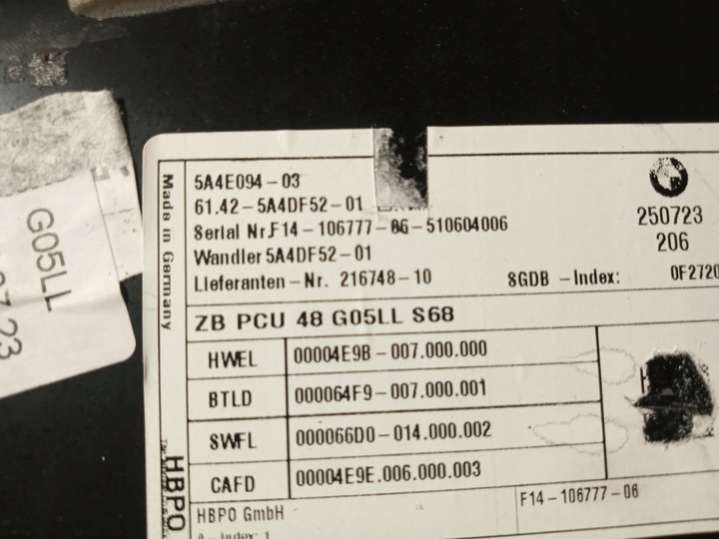 5A4E094-03
61.42-5A4DF52-01
250723
Serial Nr.F14-106777-06-510604006
206
Wandler 5A4DF52-01
Lieferanten-Nr. 216748-10
SGDB-Index: 0F2720
Made in Germany
ZB PCU 48 G05LL S68
HWEL 00004E9B-007.000.000
BTLD 000064F9-007.000.001
SWFL 000066D0-014.000.002
CAFD 00004E9E.006.000.003
HBPO
HBPO GmbH
F14-106777-06
G05LL
23